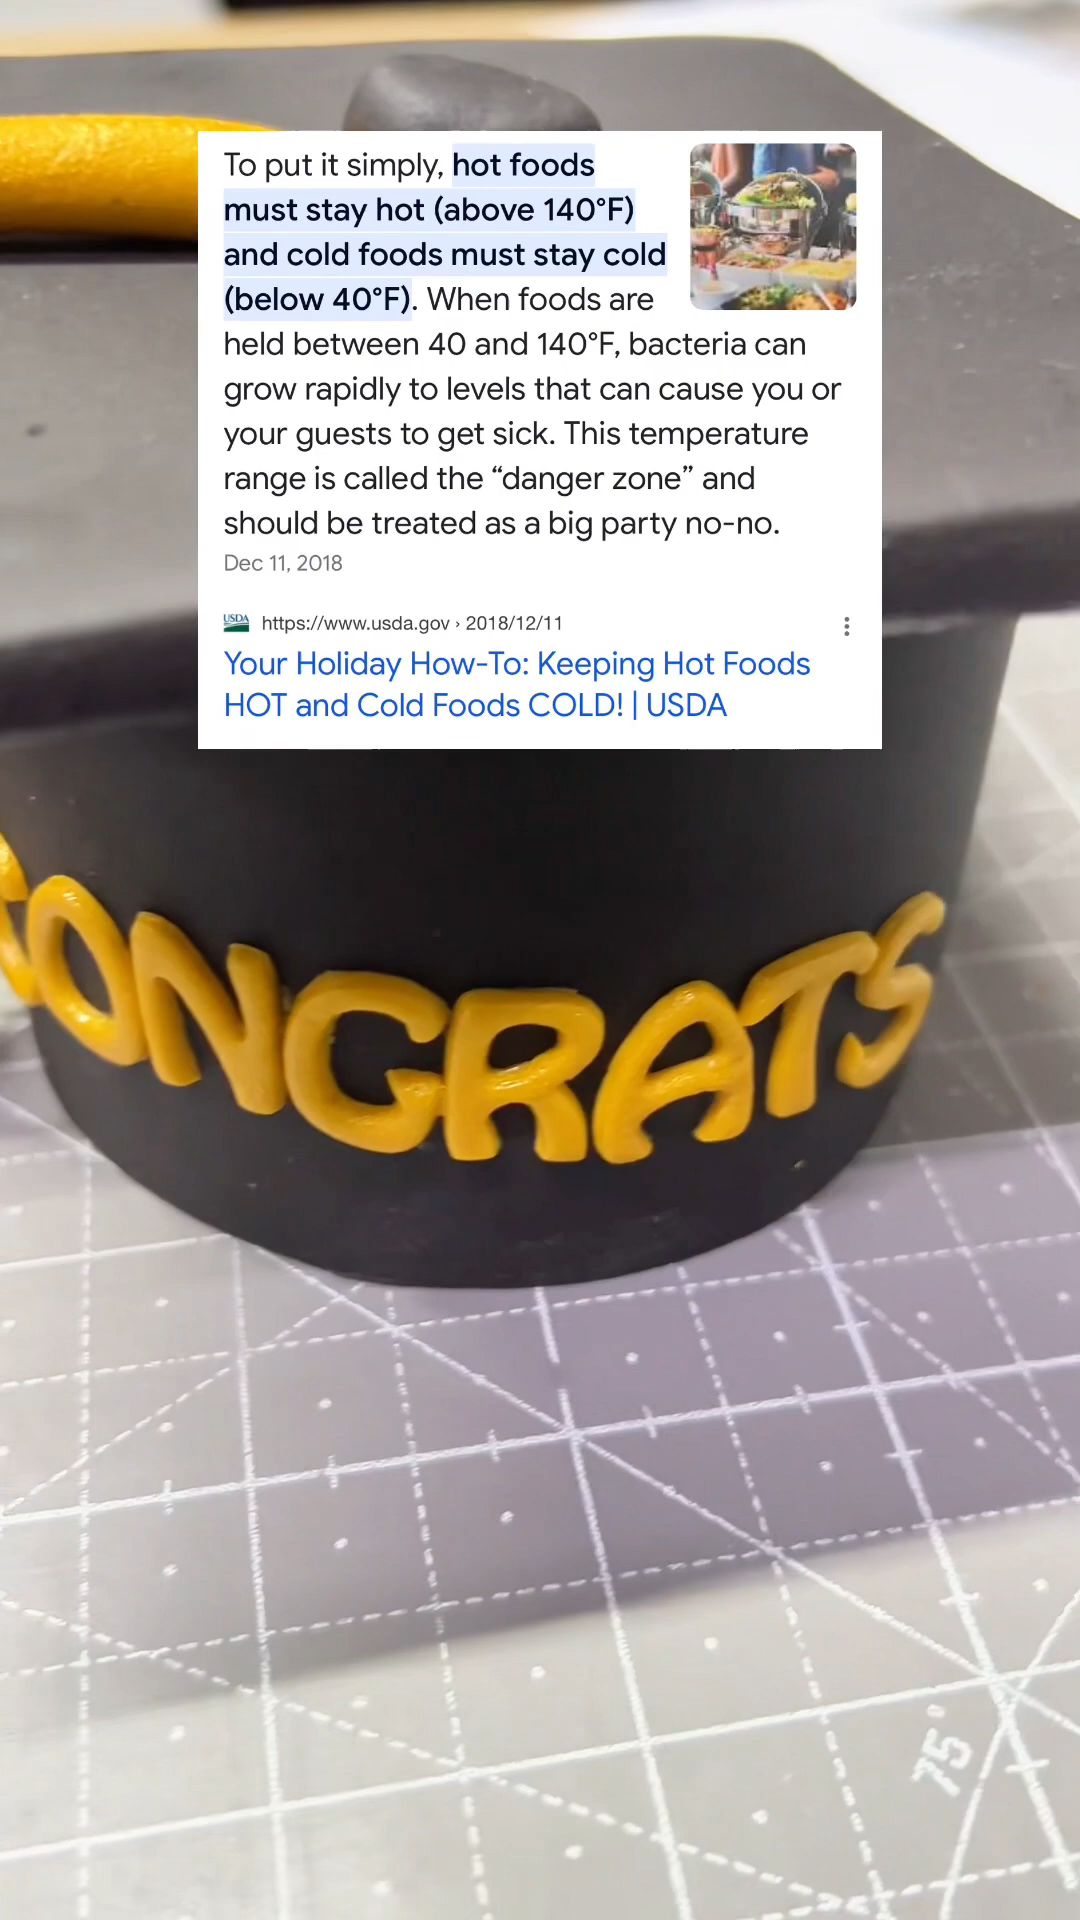 To put it simply, hot foods
must stay hot (above 140°F)
and cold foods must stay cold
(below 40°F). When foods are
held between 40 and 140°F, bacteria can
grow rapidly to levels that can cause you or
your guests to get sick. This temperature
range is called the “danger zone” and
should be treated as a big party no-no.
Dec 11, 2018
USDA https://www.usda.gov › 2018/12/11
Your Holiday How-To: Keeping Hot Foods
HOT and Cold Foods COLD! | USDA
CONGRATS
75°